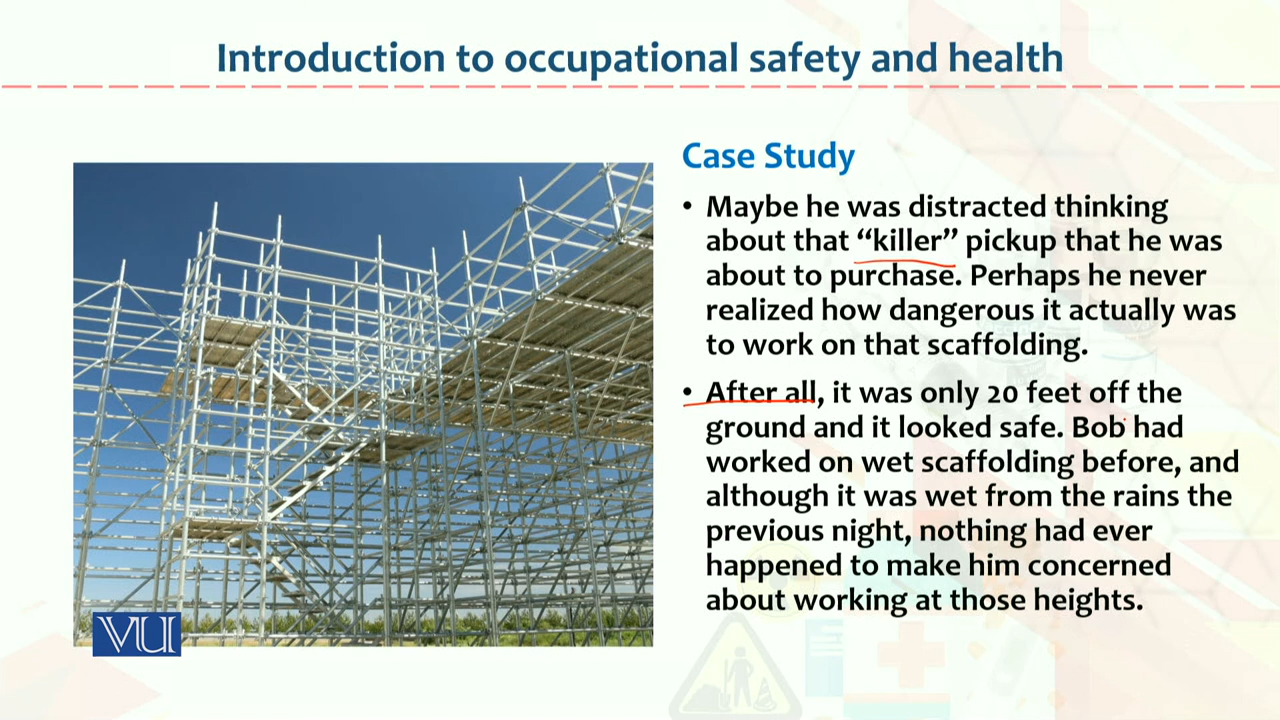 Introduction to occupational safety and health
Case Study
• Maybe he was distracted thinking
about that “killer” pickup that he was
about to purchase. Perhaps he never
realized how dangerous it actually was
to work on that scaffolding.
• After all, it was only 20 feet off the
ground and it looked safe. Bob had
worked on wet scaffolding before, and
although it was wet from the rains the
previous night, nothing had ever
happened to make him concerned
about working at those heights.
VUI